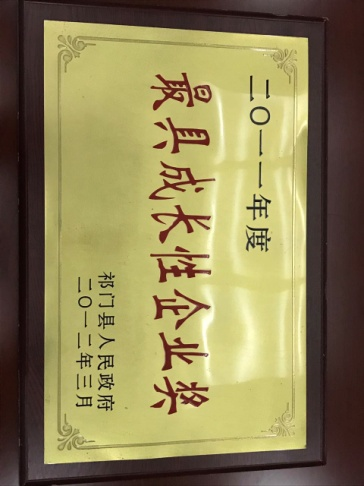 二〇一一年度
最具成长性企业奖
祁门县人民政府
二〇一二年三月